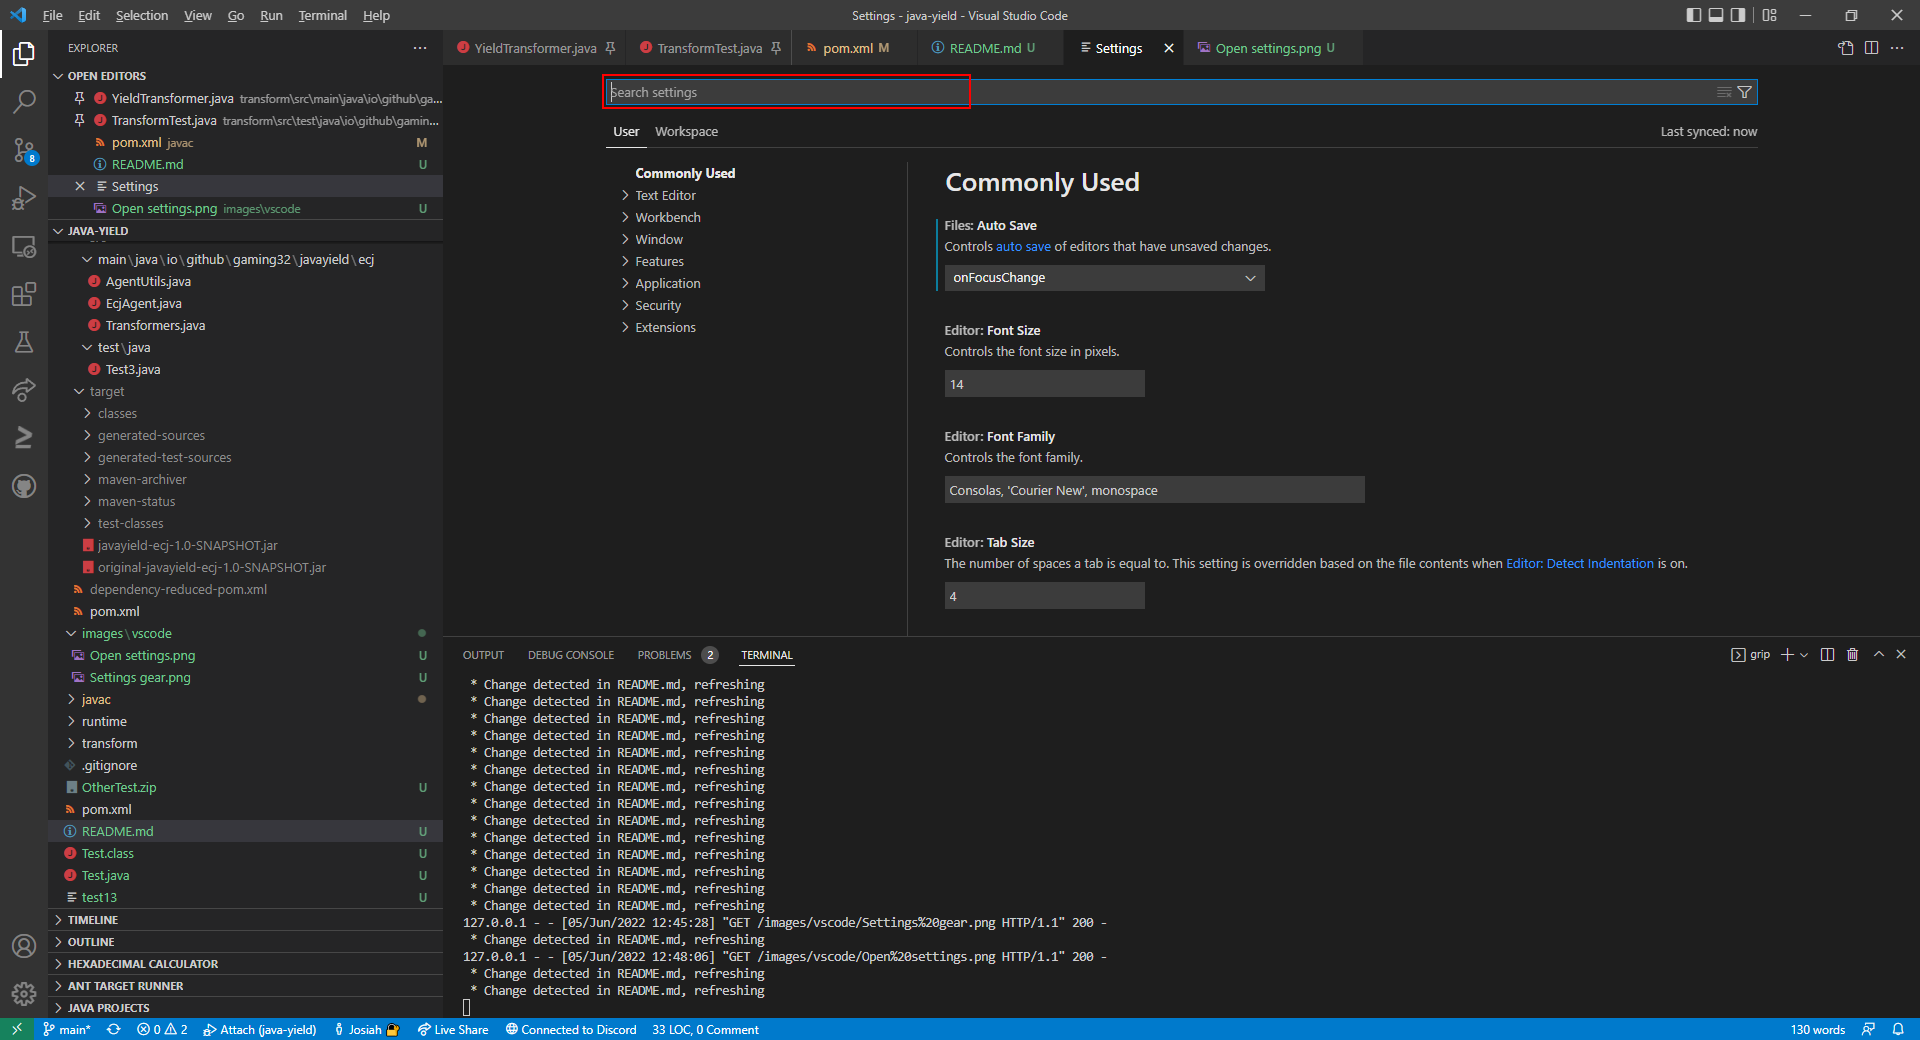 File Edit Selection View Go Run Terminal Help
Settings - java-yield - Visual Studio Code
EXPLORER
OPEN EDITORS
YieldTransformer.java transform\src\main\java\io\github\ga...
TransformTest.java transform\src\test\java\io\github\gamin...
pom.xml javac M
README.md U
Settings
Open settings.png images\vscode U
JAVA-YIELD
main\java\io\github\gaming32\javayield\ecj
AgentUtils.java
EcjAgent.java
Transformers.java
test\java
Test3.java
target
classes
generated-sources
generated-test-sources
maven-archiver
maven-status
test-classes
javayield-ecj-1.0-SNAPSHOT.jar
original-javayield-ecj-1.0-SNAPSHOT.jar
dependency-reduced-pom.xml
pom.xml
images\vscode
Open settings.png U
Settings gear.png U
javac
runtime
transform
.gitignore
OtherTest.zip U
pom.xml
README.md U
Test.class U
Test.java U
test13 U
TIMELINE
OUTLINE
HEXADECIMAL CALCULATOR
ANT TARGET RUNNER
JAVA PROJECTS
8
YieldTransformer.java TransformTest.java pom.xml M README.md U Settings Open settings.png U
Search settings
User Workspace
Last synced: now
Commonly Used
Text Editor
Workbench
Window
Features
Application
Security
Extensions
Commonly Used
Files: Auto Save
Controls auto save of editors that have unsaved changes.
onFocusChange
Editor: Font Size
Controls the font size in pixels.
14
Editor: Font Family
Controls the font family.
Consolas, 'Courier New', monospace
Editor: Tab Size
The number of spaces a tab is equal to. This setting is overridden based on the file contents when Editor: Detect Indentation is on.
4
OUTPUT DEBUG CONSOLE PROBLEMS 2 TERMINAL
grip
* Change detected in README.md, refreshing
* Change detected in README.md, refreshing
* Change detected in README.md, refreshing
* Change detected in README.md, refreshing
* Change detected in README.md, refreshing
* Change detected in README.md, refreshing
* Change detected in README.md, refreshing
* Change detected in README.md, refreshing
* Change detected in README.md, refreshing
* Change detected in README.md, refreshing
* Change detected in README.md, refreshing
* Change detected in README.md, refreshing
* Change detected in README.md, refreshing
* Change detected in README.md, refreshing
127.0.0.1 - - [05/Jun/2022 12:45:28] "GET /images/vscode/Settings%20gear.png HTTP/1.1" 200 -
* Change detected in README.md, refreshing
127.0.0.1 - - [05/Jun/2022 12:48:06] "GET /images/vscode/Open%20settings.png HTTP/1.1" 200 -
* Change detected in README.md, refreshing
* Change detected in README.md, refreshing
main* 0 2 Attach (java-yield) Josiah Live Share Connected to Discord 33 LOC, 0 Comment
130 words